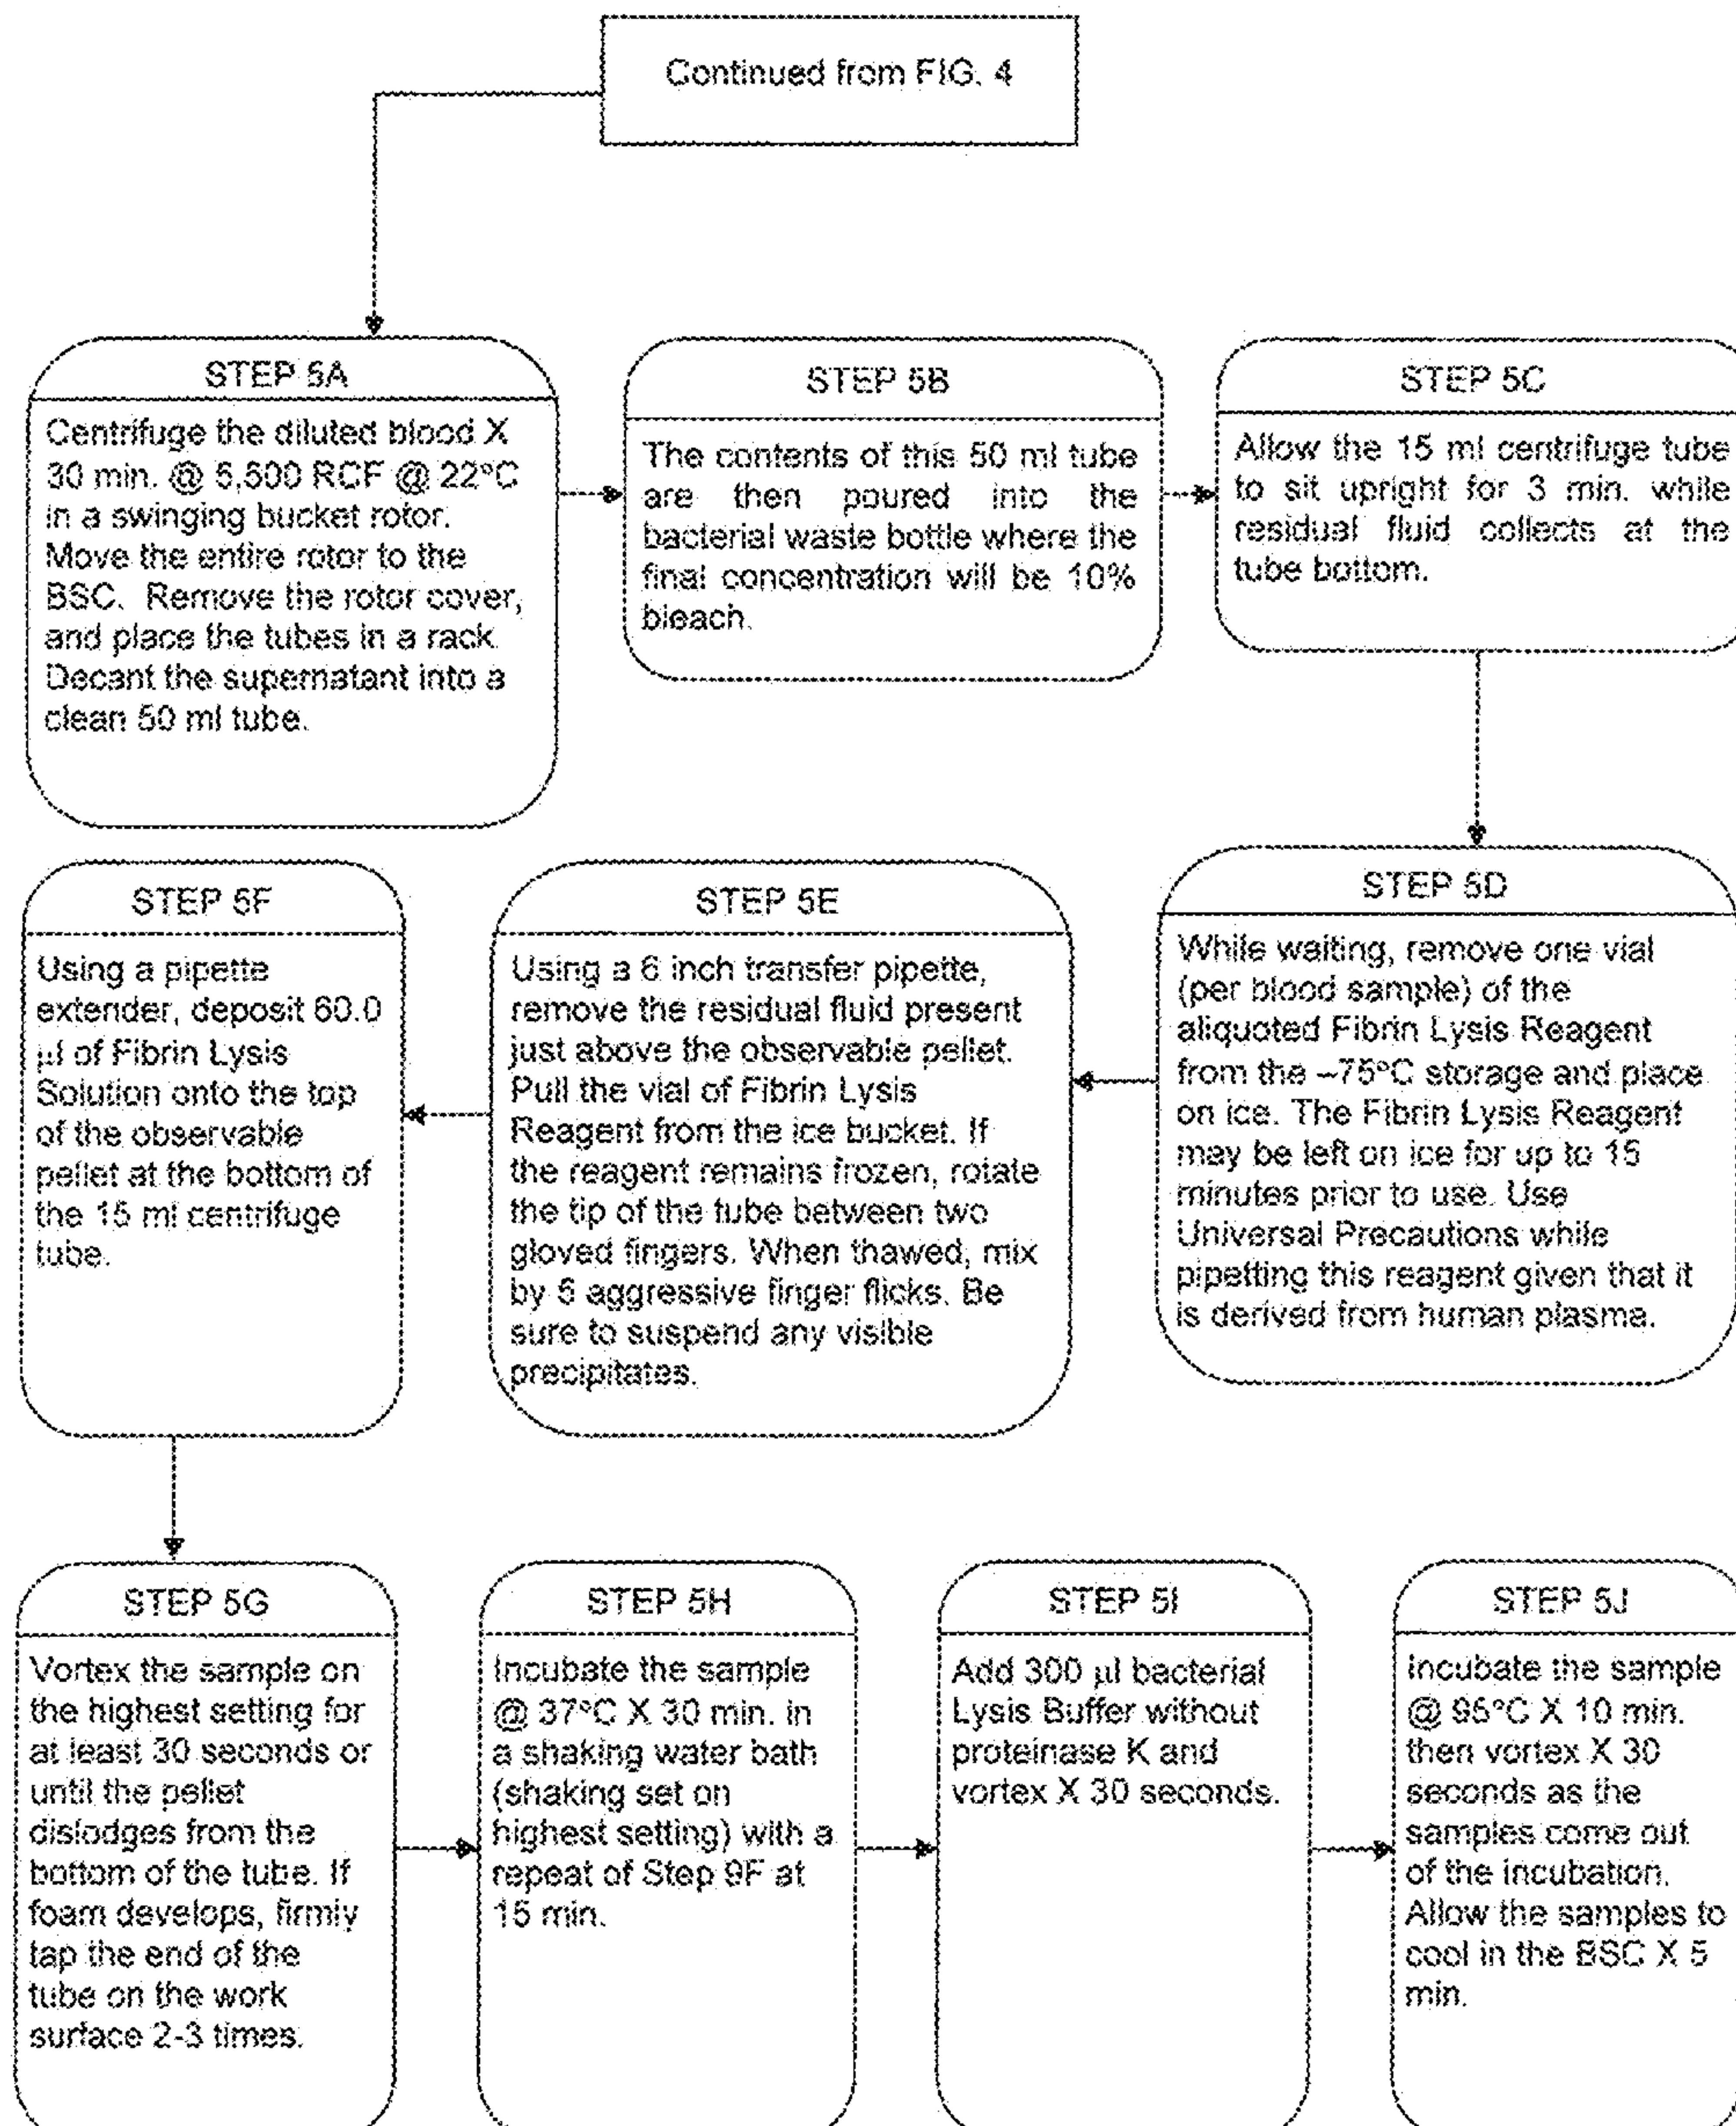 Continued from FIG. 4
STEP 5A
Centrifuge the diluted blood X
30 min. @ 5,500 RCF @ 22°C
in a swinging bucket rotor.
Move the entire rotor to the
BSC. Remove the rotor cover,
and place the tubes in a rack.
Decant the supernatant into a
clean 50 ml tube.
STEP 5B
The contents of this 50 ml tube
are then poured into the
bacterial waste bottle where the
final concentration will be 10%
bleach.
STEP 5C
Allow the 15 ml centrifuge tube
to sit upright for 3 min. while
residual fluid collects at the
tube bottom.
STEP 5D
While waiting, remove one vial
(per blood sample) of the
aliquoted Fibrin Lysis Reagent
from the –75°C storage and place
on ice. The Fibrin Lysis Reagent
may be left on ice for up to 15
minutes prior to use. Use
Universal Precautions while
pipetting this reagent given that it
is derived from human plasma.
STEP 5E
Using a 6 inch transfer pipette,
remove the residual fluid present
just above the observable pellet.
Pull the vial of Fibrin Lysis
Reagent from the ice bucket. If
the reagent remains frozen, rotate
the tip of the tube between two
gloved fingers. When thawed, mix
by 5 aggressive finger flicks. Be
sure to suspend any visible
precipitates.
STEP 5F
Using a pipette
extender, deposit 60.0
µl of Fibrin Lysis
Solution onto the top
of the observable
pellet at the bottom of
the 15 ml centrifuge
tube.
STEP 5G
Vortex the sample on
the highest setting for
at least 30 seconds or
until the pellet
dislodges from the
bottom of the tube. If
foam develops, firmly
tap the end of the
tube on the work
surface 2-3 times.
STEP 5H
Incubate the sample
@ 37°C X 30 min. in
a shaking water bath
(shaking set on
highest setting) with a
repeat of Step 9F at
15 min.
STEP 5I
Add 300 µl bacterial
Lysis Buffer without
proteinase K and
vortex X 30 seconds.
STEP 5J
Incubate the sample
@ 95°C X 10 min.
then vortex X 30
seconds as the
samples come out
of the incubation.
Allow the samples to
cool in the BSC X 5
min.